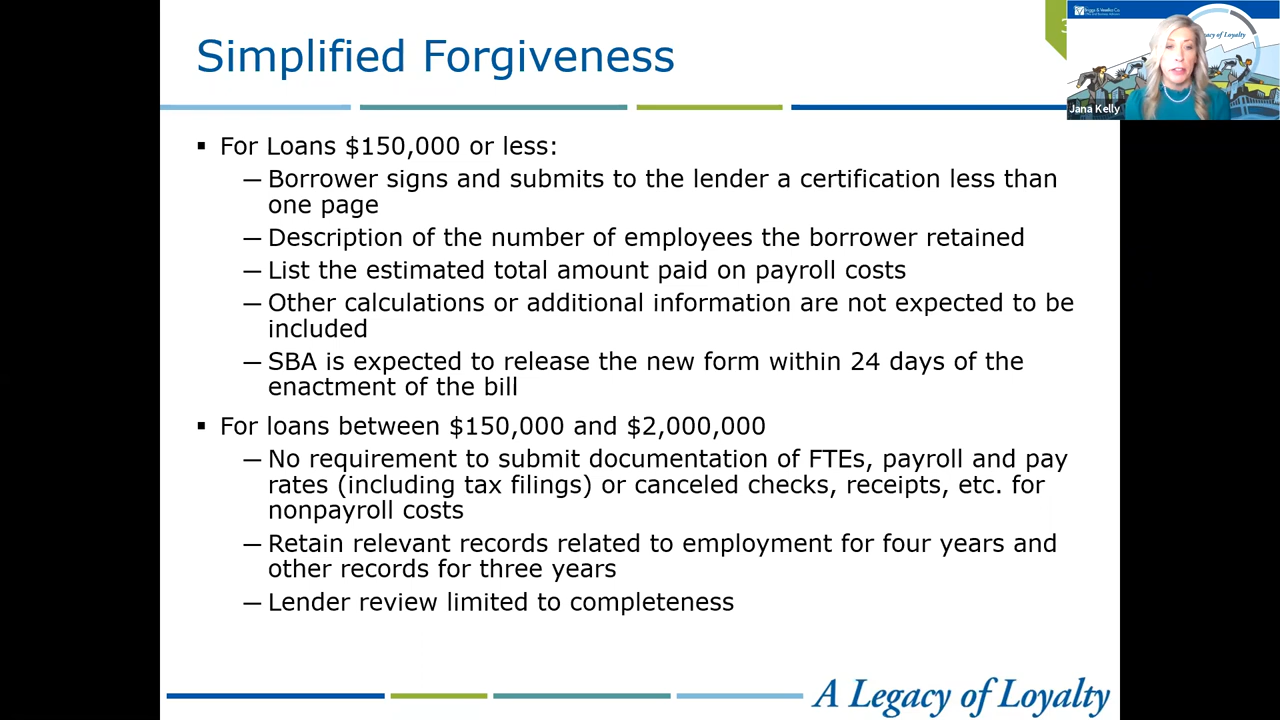 Simplified Forgiveness
Briggs & Veselka Co.
Legacy of Loyalty
Jana Kelly
▪ For Loans $150,000 or less:
— Borrower signs and submits to the lender a certification less than
one page
— Description of the number of employees the borrower retained
— List the estimated total amount paid on payroll costs
— Other calculations or additional information are not expected to be
included
— SBA is expected to release the new form within 24 days of the
enactment of the bill
▪ For loans between $150,000 and $2,000,000
— No requirement to submit documentation of FTEs, payroll and pay
rates (including tax filings) or canceled checks, receipts, etc. for
nonpayroll costs
— Retain relevant records related to employment for four years and
other records for three years
— Lender review limited to completeness
A Legacy of Loyalty